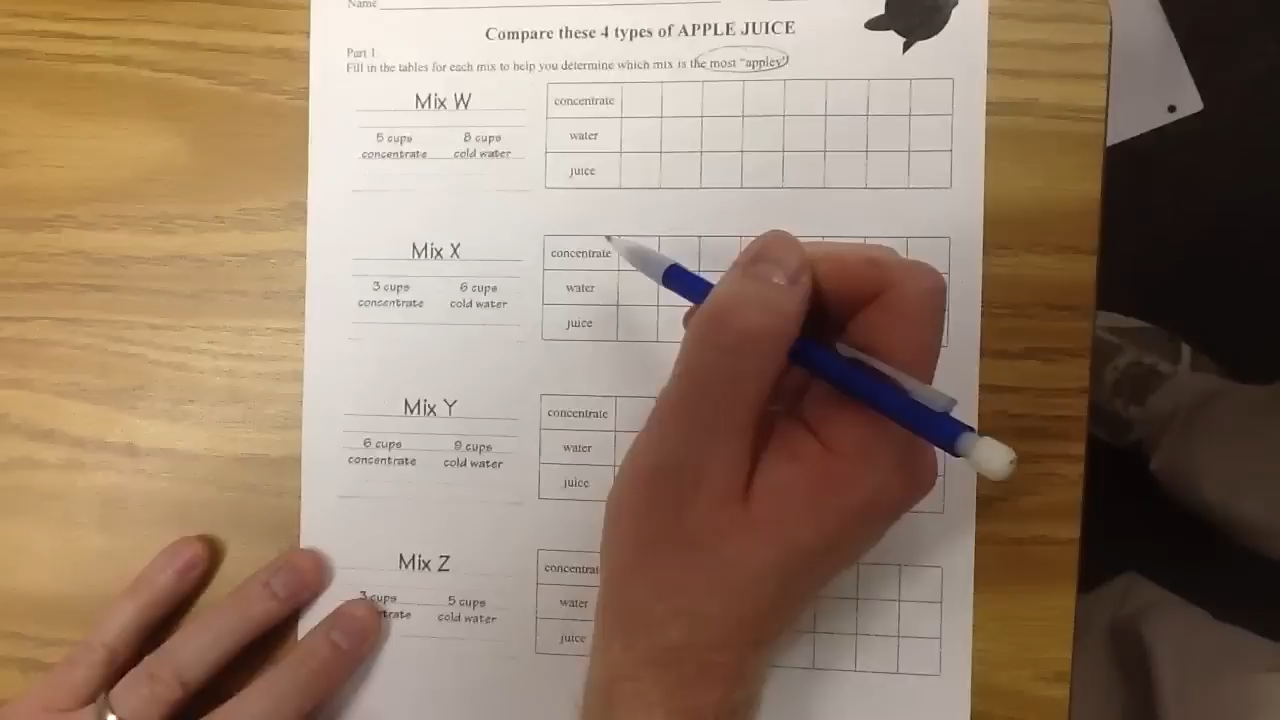 Name
Compare these 4 types of APPLE JUICE
Part 1
Fill in the tables for each mix to help you determine which mix is the most "appley"
Mix W
5 cups 8 cups
concentrate cold water
concentrate
water
juice
Mix X
3 cups 6 cups
concentrate cold water
concentrate
water
juice
Mix Y
6 cups 9 cups
concentrate cold water
concentrate
water
juice
Mix Z
3 cups 5 cups
cold water
water
juice